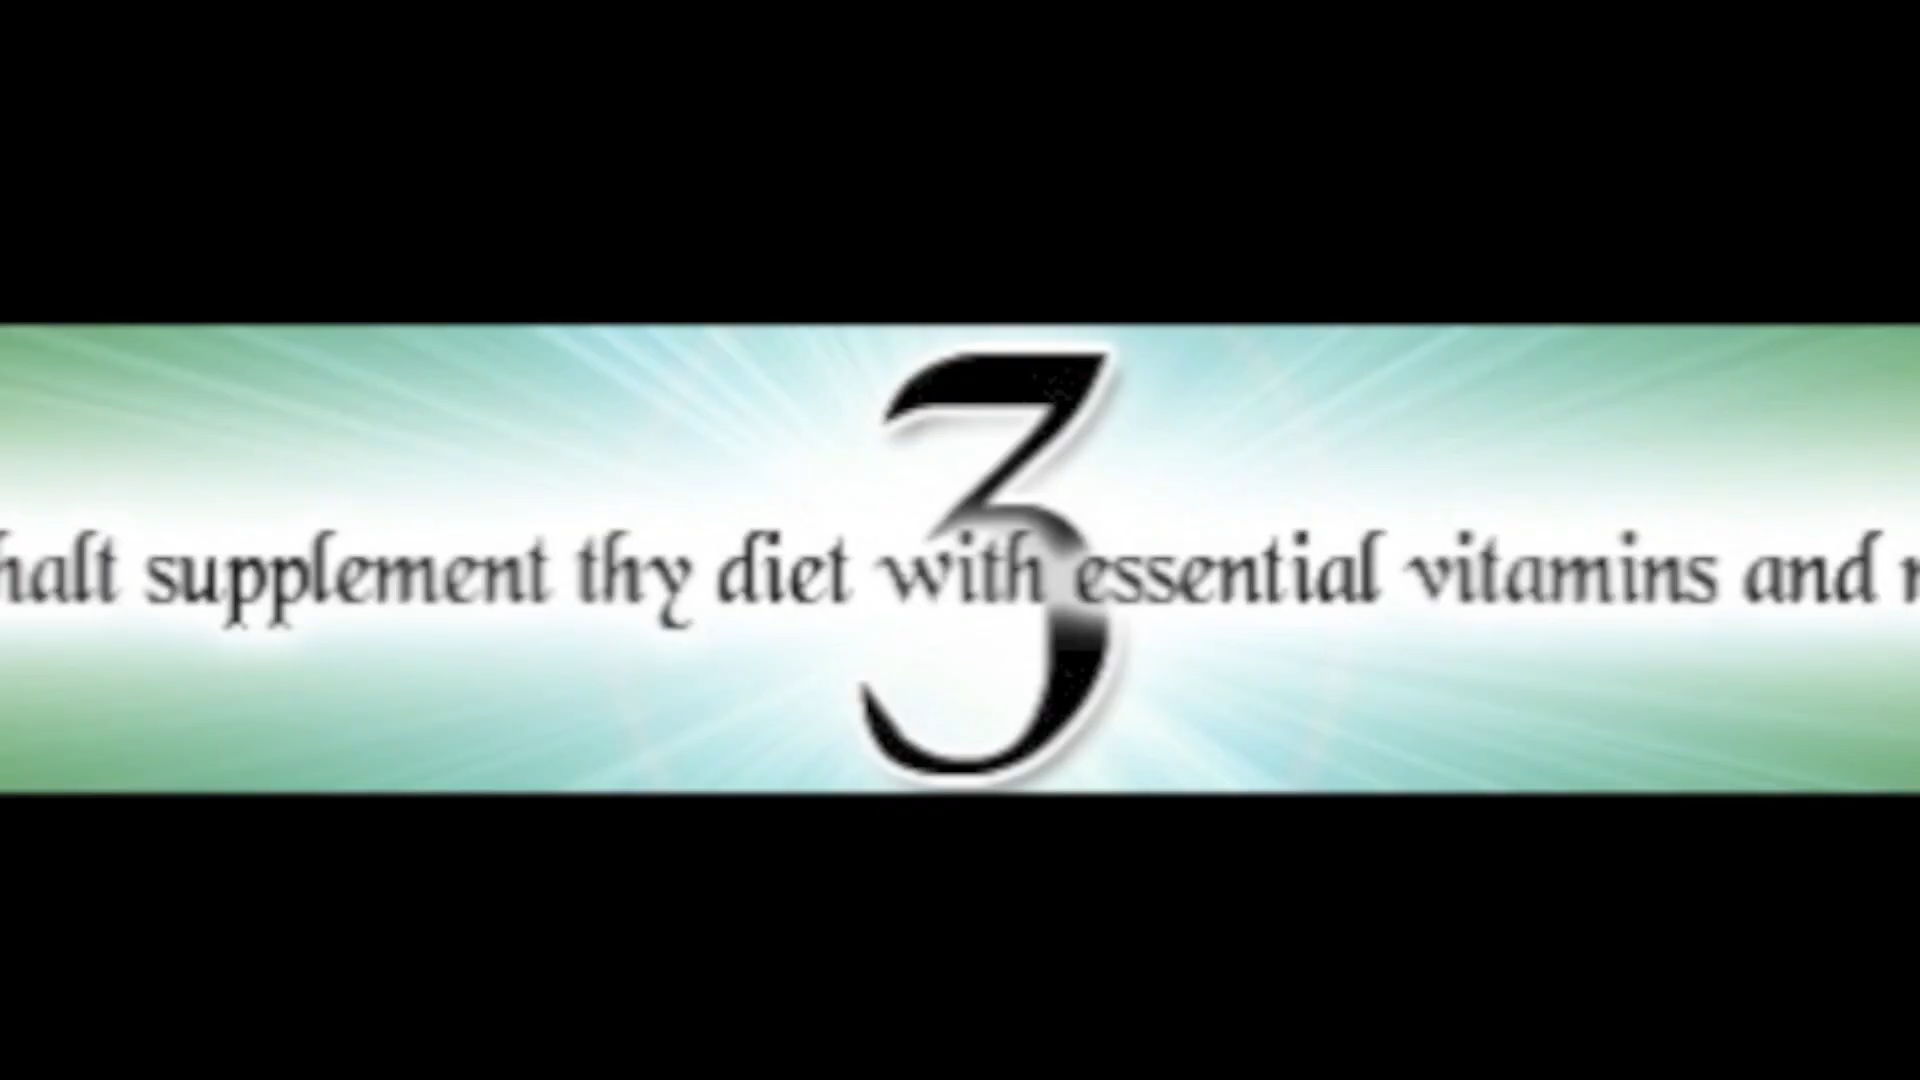 3
halt supplement thy diet with essential vitamins and